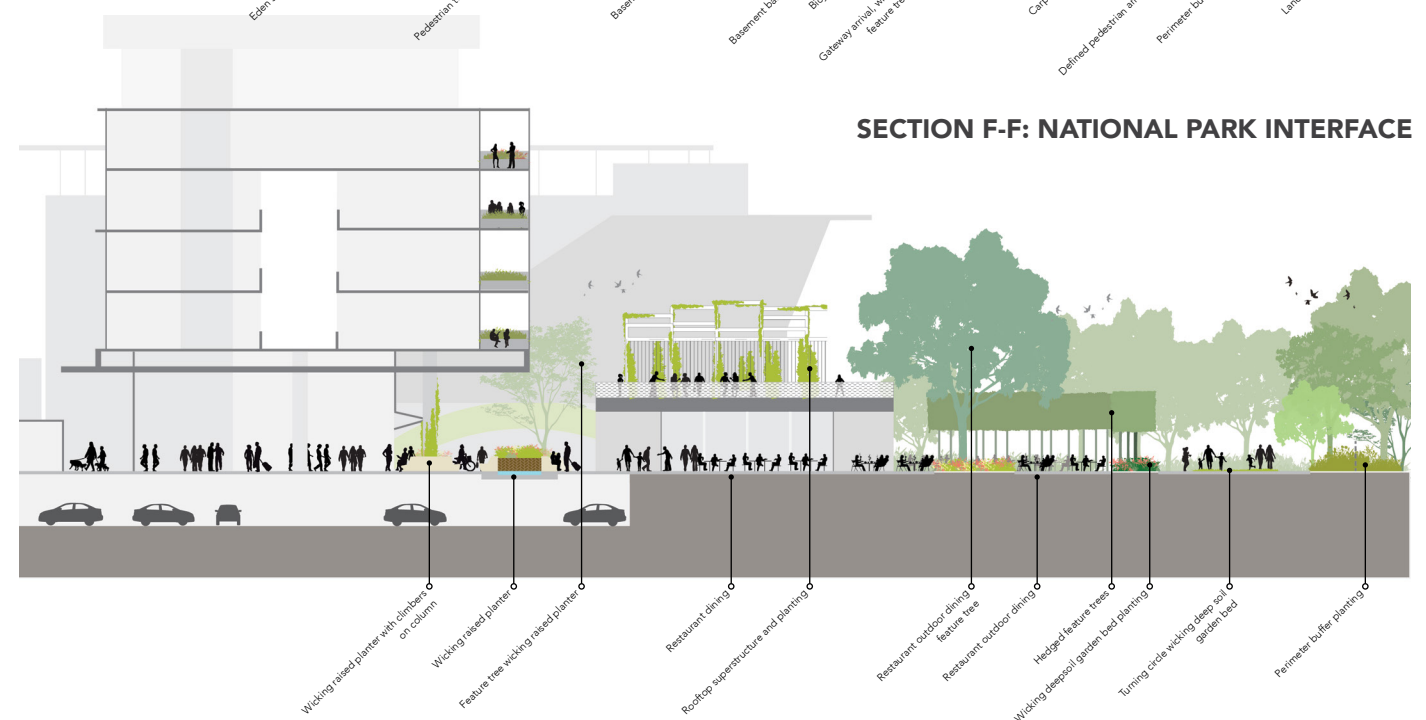 Pedestrian
Basement
Gateway arrival,
feature
Defined pedestrian
Perimeter
SECTION F-F: NATIONAL PARK INTERFACE
Wicking raised planter with climbers
on column
Wicking raised planter
Feature tree wicking raised planter
Restaurant dining
Rooftop superstructure and planting
Restaurant outdoor dining
feature tree
Restaurant outdoor dining
Hedged feature trees
Wicking deepsoil garden bed planting
Turning circle wicking deep soil
garden bed
Perimeter buffer planting